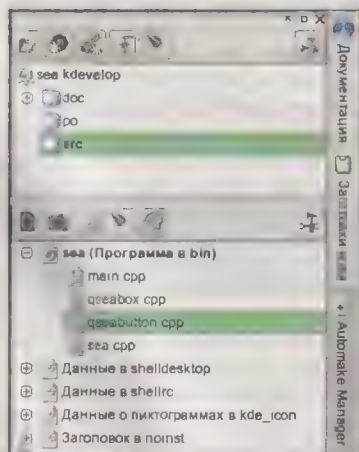 sea kdevelop
doc
po
src
sea (Программа в bin)
main cpp
qseabox cpp
qseabutton cpp
sea cpp
Данные в shelldesktop
Данные в shellrc
Данные о пиктограммах в kde_icon
Заголовок в noinst
Документация
Заготовки
Automake Manager